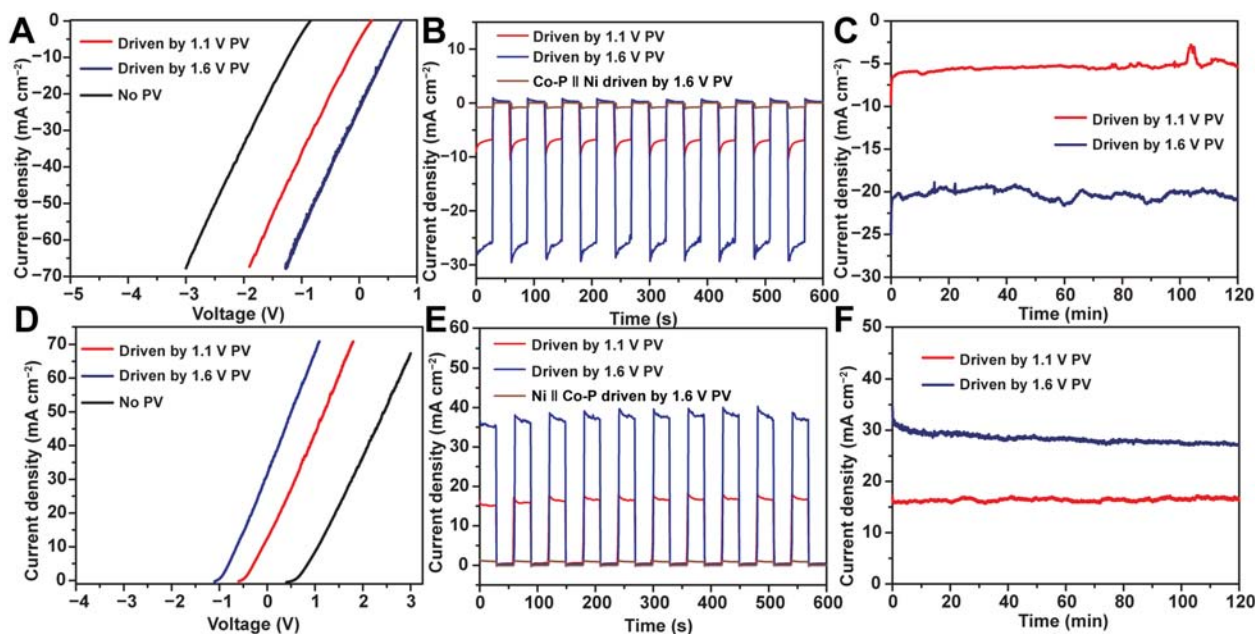 A
Driven by 1.1 V PV
Driven by 1.6 V PV
No PV
Current density (mA cm⁻²)
0
−10
−20
−30
−40
−50
−60
−70
−5 −4 −3 −2 −1 0 1
Voltage (V)
B
Driven by 1.1 V PV
Driven by 1.6 V PV
Co-P || Ni driven by 1.6 V PV
Current density (mA cm⁻²)
10
0
−10
−20
−30
0 100 200 300 400 500 600
Time (s)
C
Driven by 1.1 V PV
Driven by 1.6 V PV
Current density (mA cm⁻²)
0
−5
−10
−15
−20
−25
−30
0 20 40 60 80 100 120
Time (min)
D
Driven by 1.1 V PV
Driven by 1.6 V PV
No PV
Current density (mA cm⁻²)
70
60
50
40
30
20
10
0
−4 −3 −2 −1 0 1 2 3
Voltage (V)
E
Driven by 1.1 V PV
Driven by 1.6 V PV
Ni || Co-P driven by 1.6 V PV
Current density (mA cm⁻²)
60
50
40
30
20
10
0
0 100 200 300 400 500 600
Time (s)
F
Driven by 1.1 V PV
Driven by 1.6 V PV
Current density (mA cm⁻²)
50
40
30
20
10
0
0 20 40 60 80 100 120
Time (min)